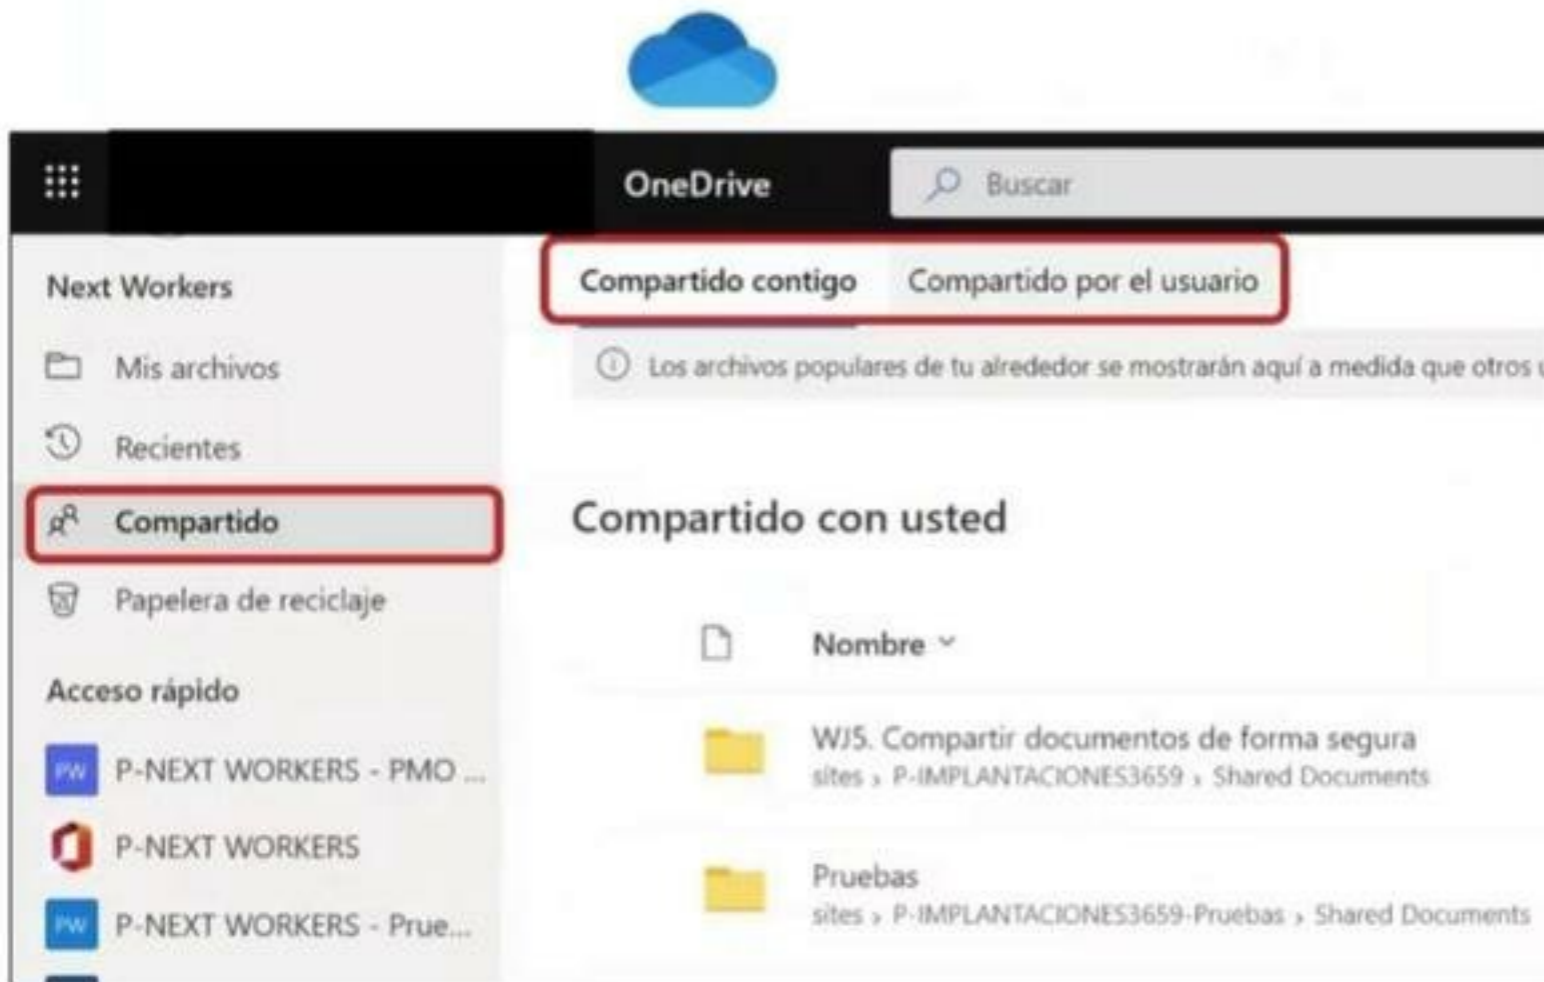 OneDrive
Buscar
Next Workers
Mis archivos
Recientes
Compartido
Papelera de reciclaje
Acceso rápido
PW P-NEXT WORKERS - PMO ...
P-NEXT WORKERS
PW P-NEXT WORKERS - Prue...
Compartido contigo Compartido por el usuario
Los archivos populares de tu alrededor se mostrarán aquí a medida que otros
Compartido con usted
Nombre
WJ5. Compartir documentos de forma segura
sites › P-IMPLANTACIONES3659 › Shared Documents
Pruebas
sites › P-IMPLANTACIONES3659-Pruebas › Shared Documents